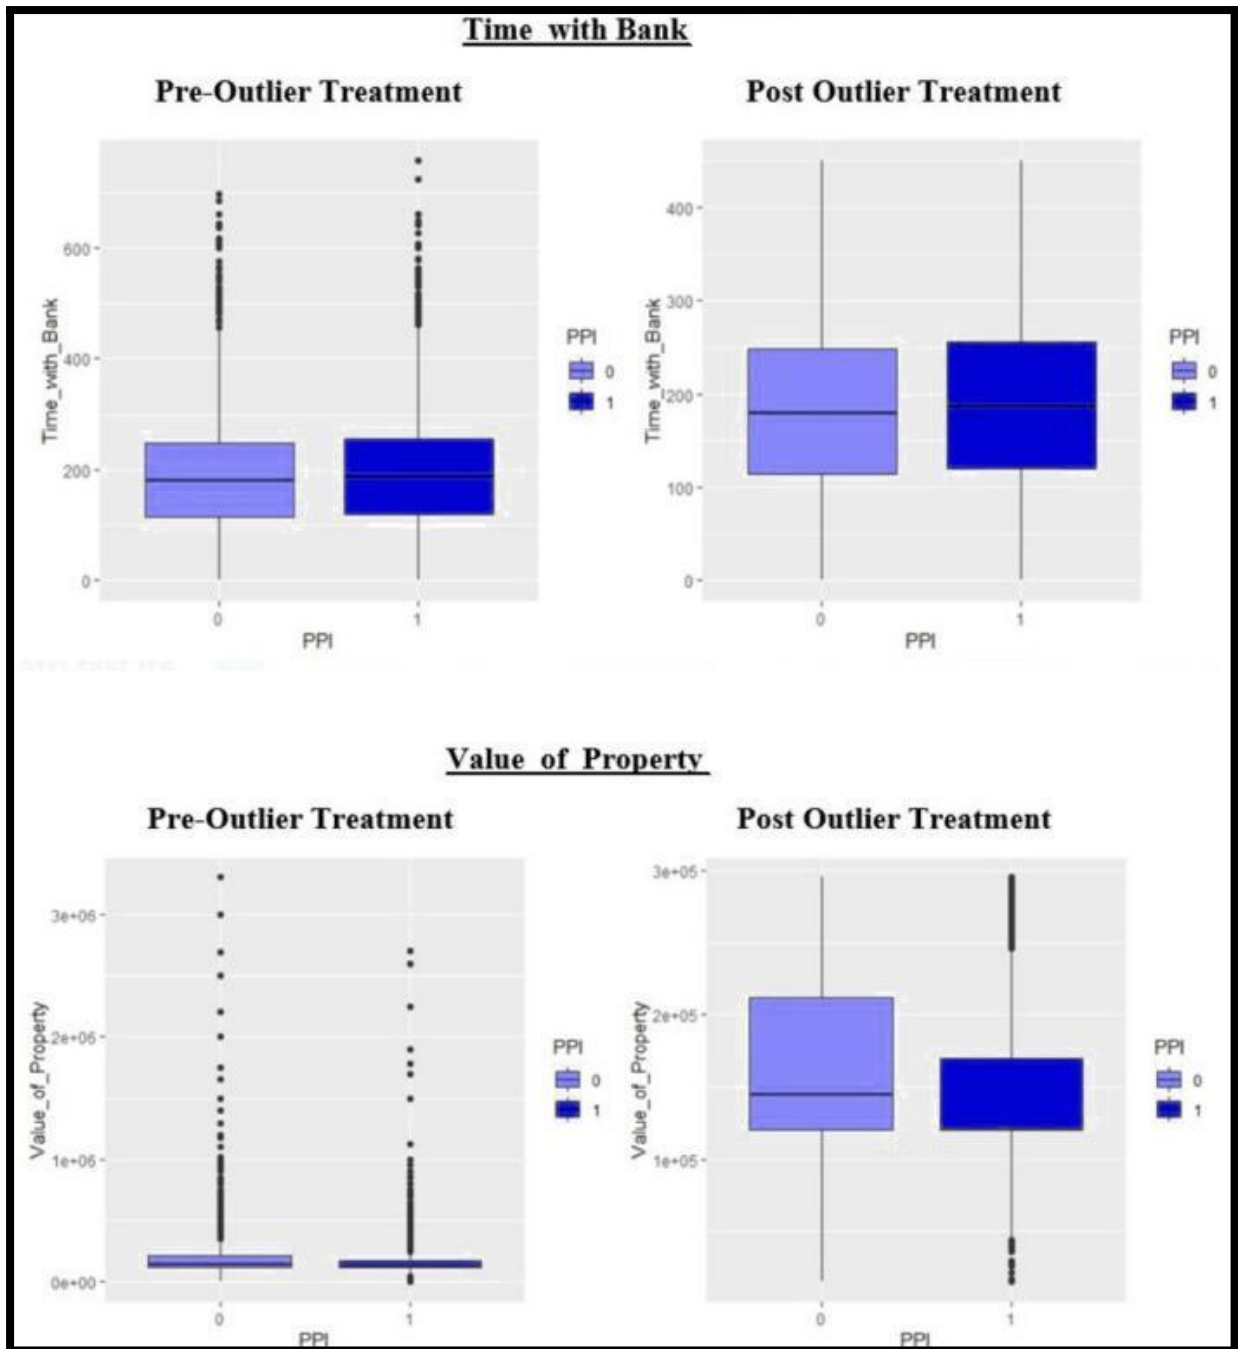 Time with Bank
Pre-Outlier Treatment
Post Outlier Treatment
Time_with_Bank
600
400
200
0
0
1
PPI
PPI
0
1
Time_with_Bank
400
300
200
100
0
0
1
PPI
PPI
0
1
Value of Property
Pre-Outlier Treatment
Post Outlier Treatment
Value_of_Property
3e+06
2e+06
1e+06
0e+00
0
1
PPI
PPI
0
1
Value_of_Property
3e+05
2e+05
1e+05
0
1
PPI
PPI
0
1